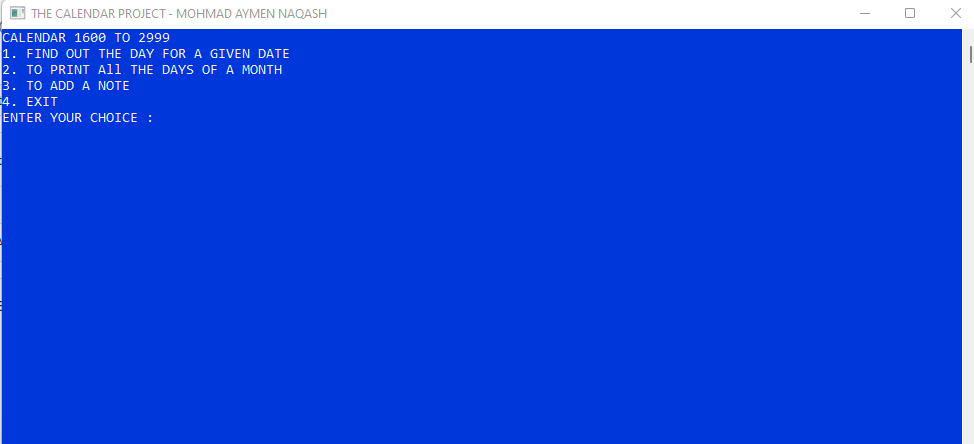 THE CALENDAR PROJECT - MOHMAD AYMEN NAQASH
CALENDAR 1600 TO 2999
1. FIND OUT THE DAY FOR A GIVEN DATE
2. TO PRINT All THE DAYS OF A MONTH
3. TO ADD A NOTE
4. EXIT
ENTER YOUR CHOICE :